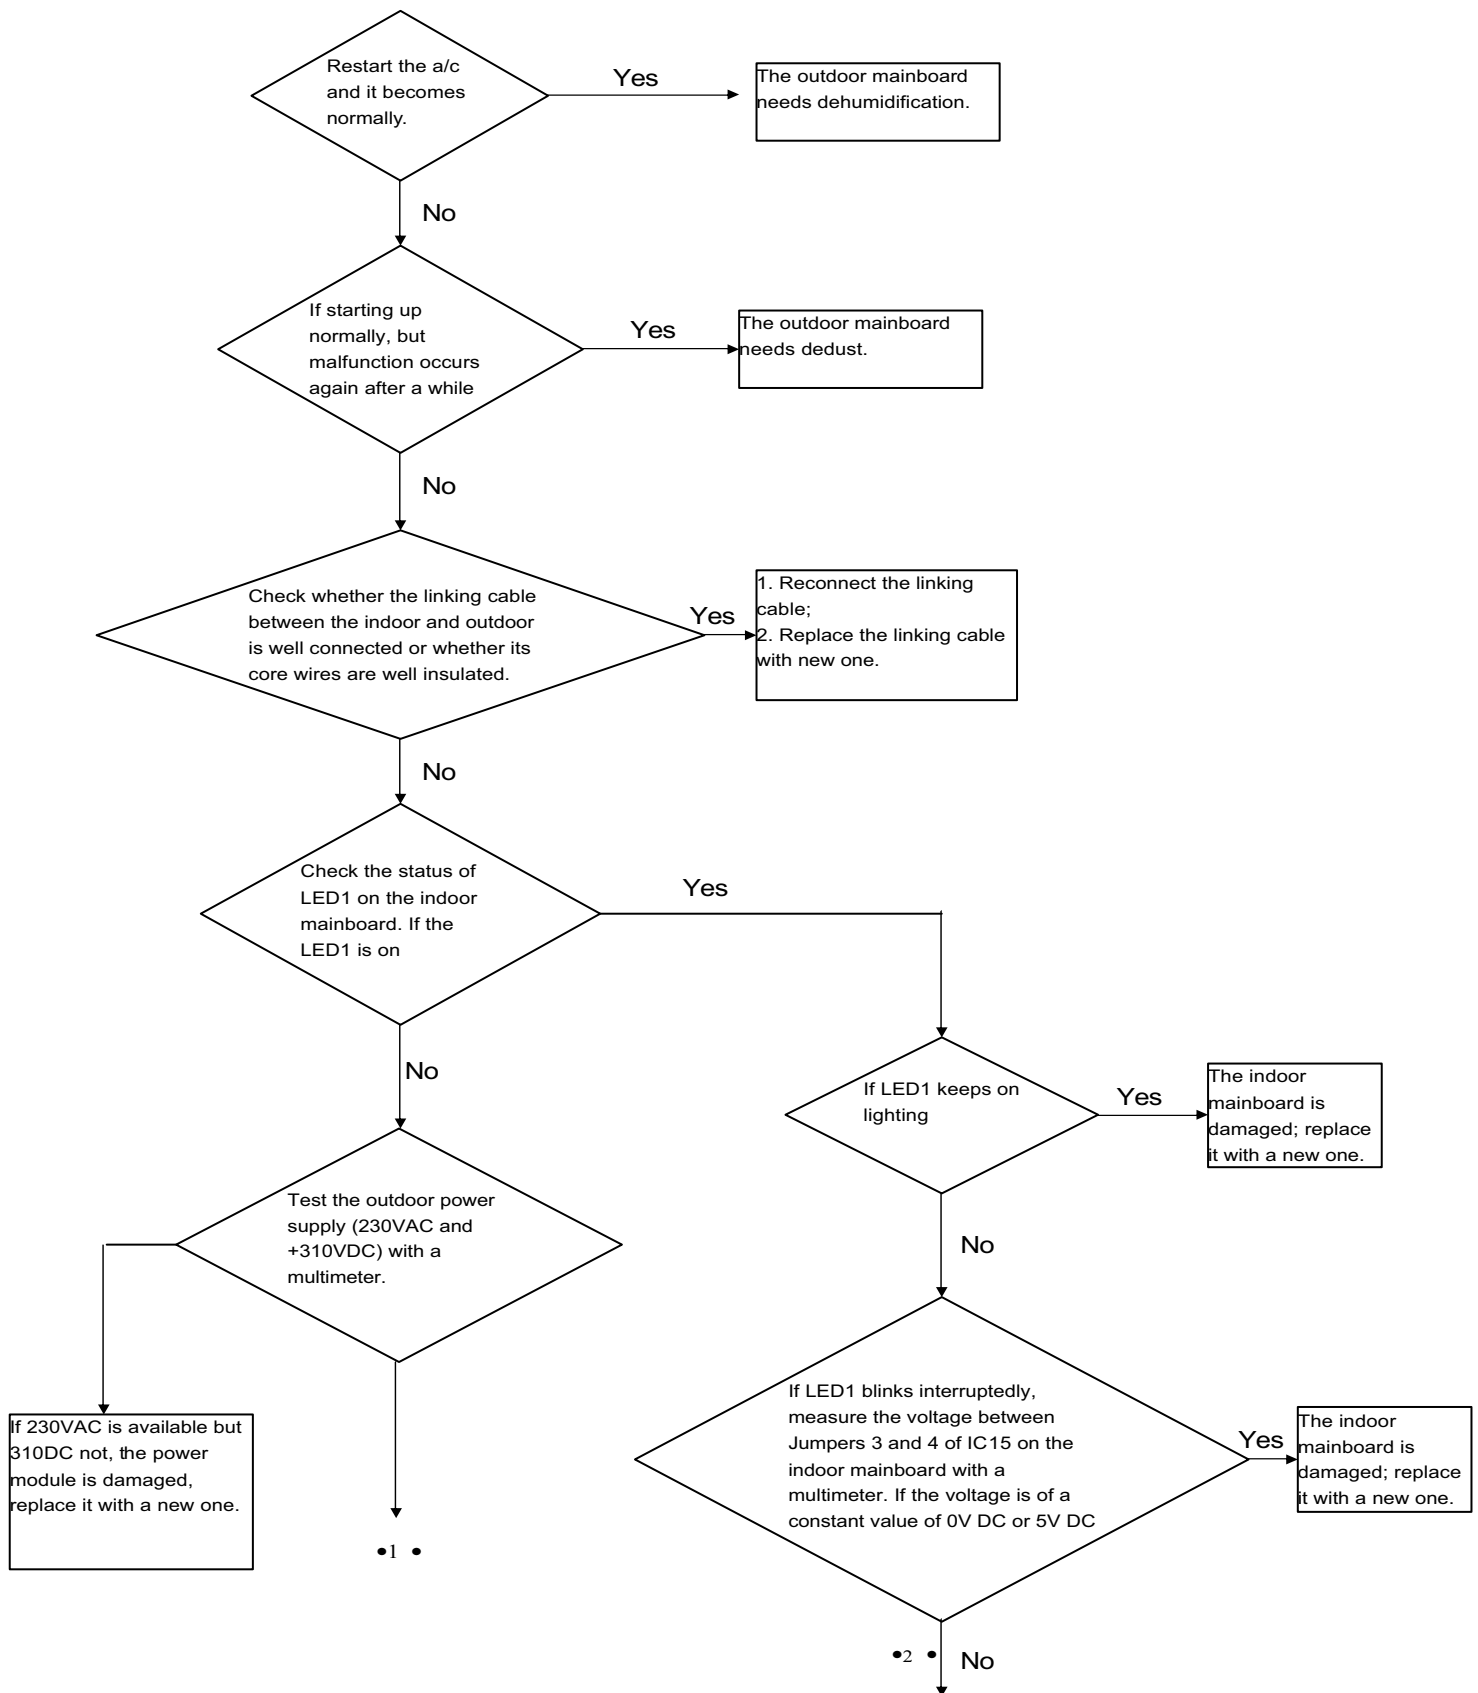 Restart the a/c
and it becomes
normally.
Yes
The outdoor mainboard
needs dehumidification.
No
If starting up
normally, but
malfunction occurs
again after a while
Yes
The outdoor mainboard
needs dedust.
No
Check whether the linking cable
between the indoor and outdoor
is well connected or whether its
core wires are well insulated.
Yes
1. Reconnect the linking
cable;
2. Replace the linking cable
with new one.
No
Check the status of
LED1 on the indoor
mainboard. If the
LED1 is on
Yes
No
If LED1 keeps on
lighting
Yes
The indoor
mainboard is
damaged; replace
it with a new one.
Test the outdoor power
supply (230VAC and
+310VDC) with a
multimeter.
No
If 230VAC is available but
310DC not, the power
module is damaged,
replace it with a new one.
•1 •
If LED1 blinks interruptedly,
measure the voltage between
Jumpers 3 and 4 of IC15 on the
indoor mainboard with a
multimeter. If the voltage is of a
constant value of 0V DC or 5V DC
Yes
The indoor
mainboard is
damaged; replace
it with a new one.
•2 •
No